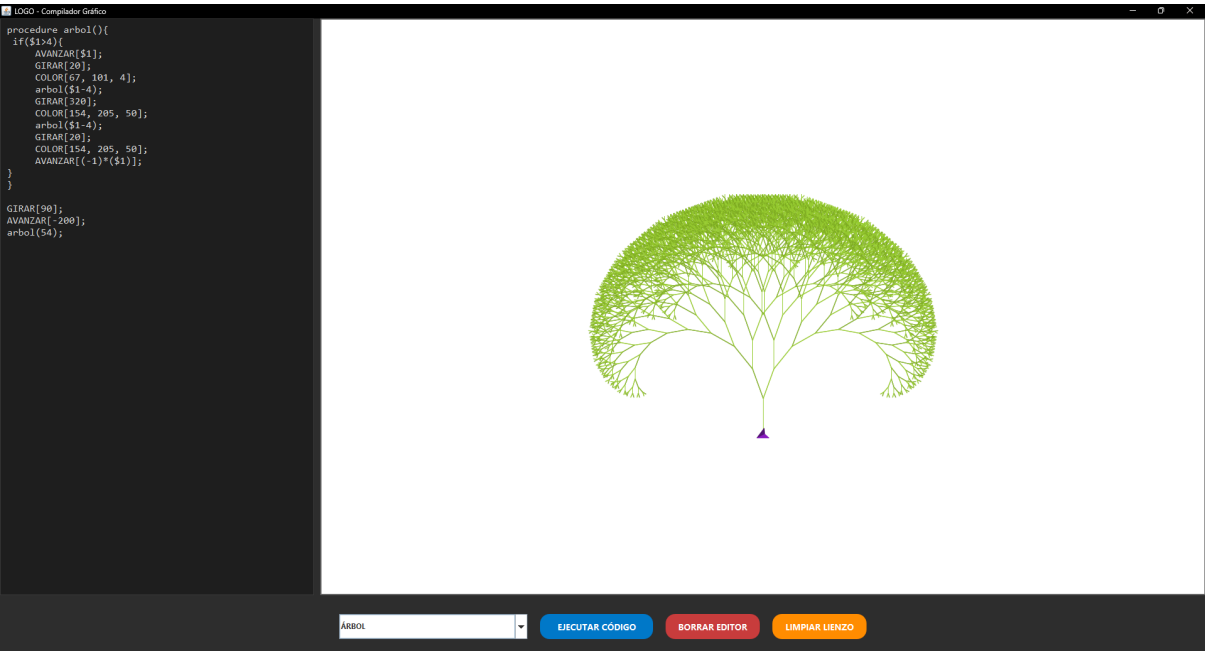 LOGO - Compilador Gráfico
procedure arbol(){
if($1>4){
AVANZAR[$1];
GIRAR[20];
COLOR[67, 101, 4];
arbol($1-4);
GIRAR[320];
COLOR[154, 205, 50];
arbol($1-4);
GIRAR[20];
COLOR[154, 205, 50];
AVANZAR[(-1)*($1)];
}
}
GIRAR[90];
AVANZAR[-200];
arbol(54);
ÁRBOL
EJECUTAR CÓDIGO
BORRAR EDITOR
LIMPIAR LIENZO